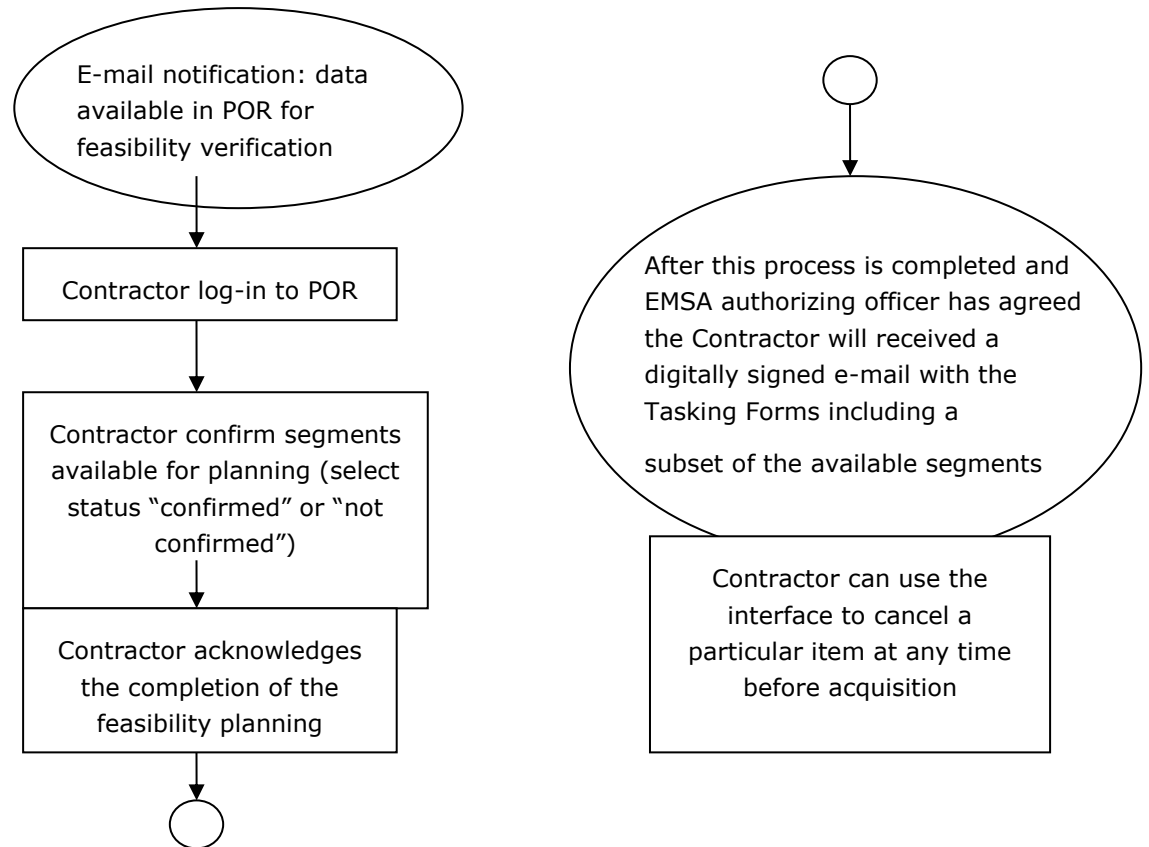 E-mail notification: data
available in POR for
feasibility verification
Contractor log-in to POR
Contractor confirm segments
available for planning (select
status “confirmed” or “not
confirmed”)
Contractor acknowledges
the completion of the
feasibility planning
After this process is completed and
EMSA authorizing officer has agreed
the Contractor will received a
digitally signed e-mail with the
Tasking Forms including a
subset of the available segments
Contractor can use the
interface to cancel a
particular item at any time
before acquisition